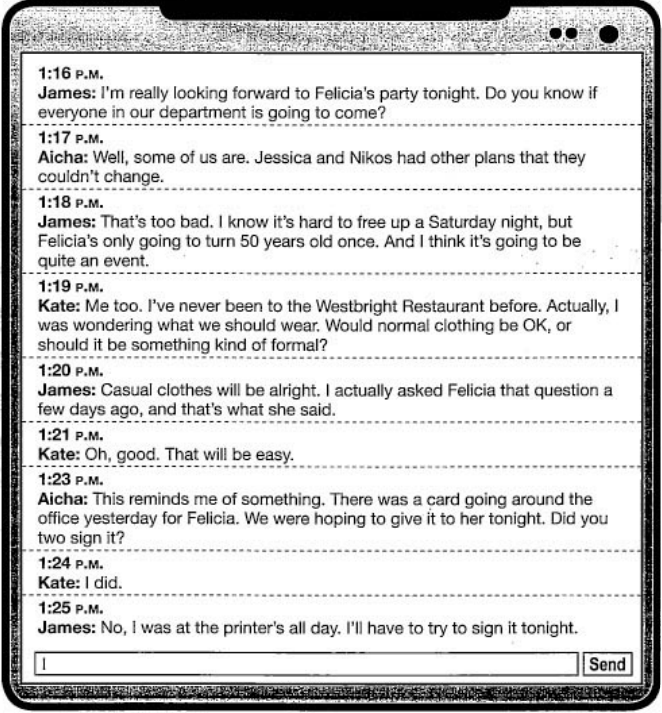 1:16 P.M.
James: I'm really looking forward to Felicia's party tonight. Do you know if
everyone in our department is going to come?
1:17 P.M.
Aicha: Well, some of us are. Jessica and Nikos had other plans that they
couldn't change.
1:18 P.M.
James: That's too bad. I know it's hard to free up a Saturday night, but
Felicia's only going to turn 50 years old once. And I think it's going to be
quite an event.
1:19 P.M.
Kate: Me too. I've never been to the Westbright Restaurant before. Actually, I
was wondering what we should wear. Would normal clothing be OK, or
should it be something kind of formal?
1:20 P.M.
James: Casual clothes will be alright. I actually asked Felicia that question a
few days ago, and that's what she said.
1:21 P.M.
Kate: Oh, good. That will be easy.
1:23 P.M.
Aicha: This reminds me of something. There was a card going around the
office yesterday for Felicia. We were hoping to give it to her tonight. Did you
two sign it?
1:24 P.M.
Kate: I did.
1:25 P.M.
James: No, I was at the printer's all day. I'll have to try to sign it tonight.
Send